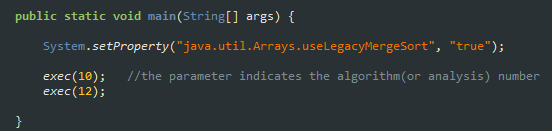 public static void main(String[] args) {
System.setProperty("java.util.Arrays.useLegacyMergeSort", "true");
exec(10);   //the parameter indicates the algorithm(or analysis) number
exec(12);
}